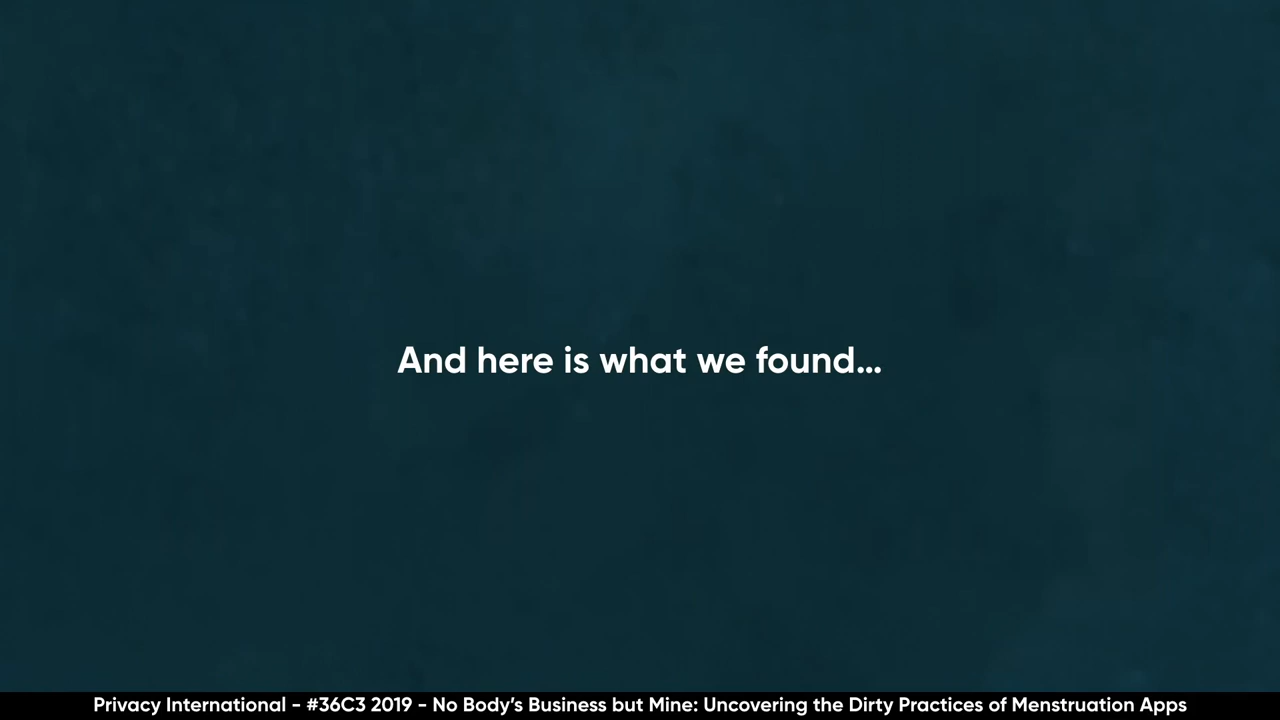 And here is what we found...
Privacy International - #36C3 2019 - No Body's Business but Mine: Uncovering the Dirty Practices of Menstruation Apps